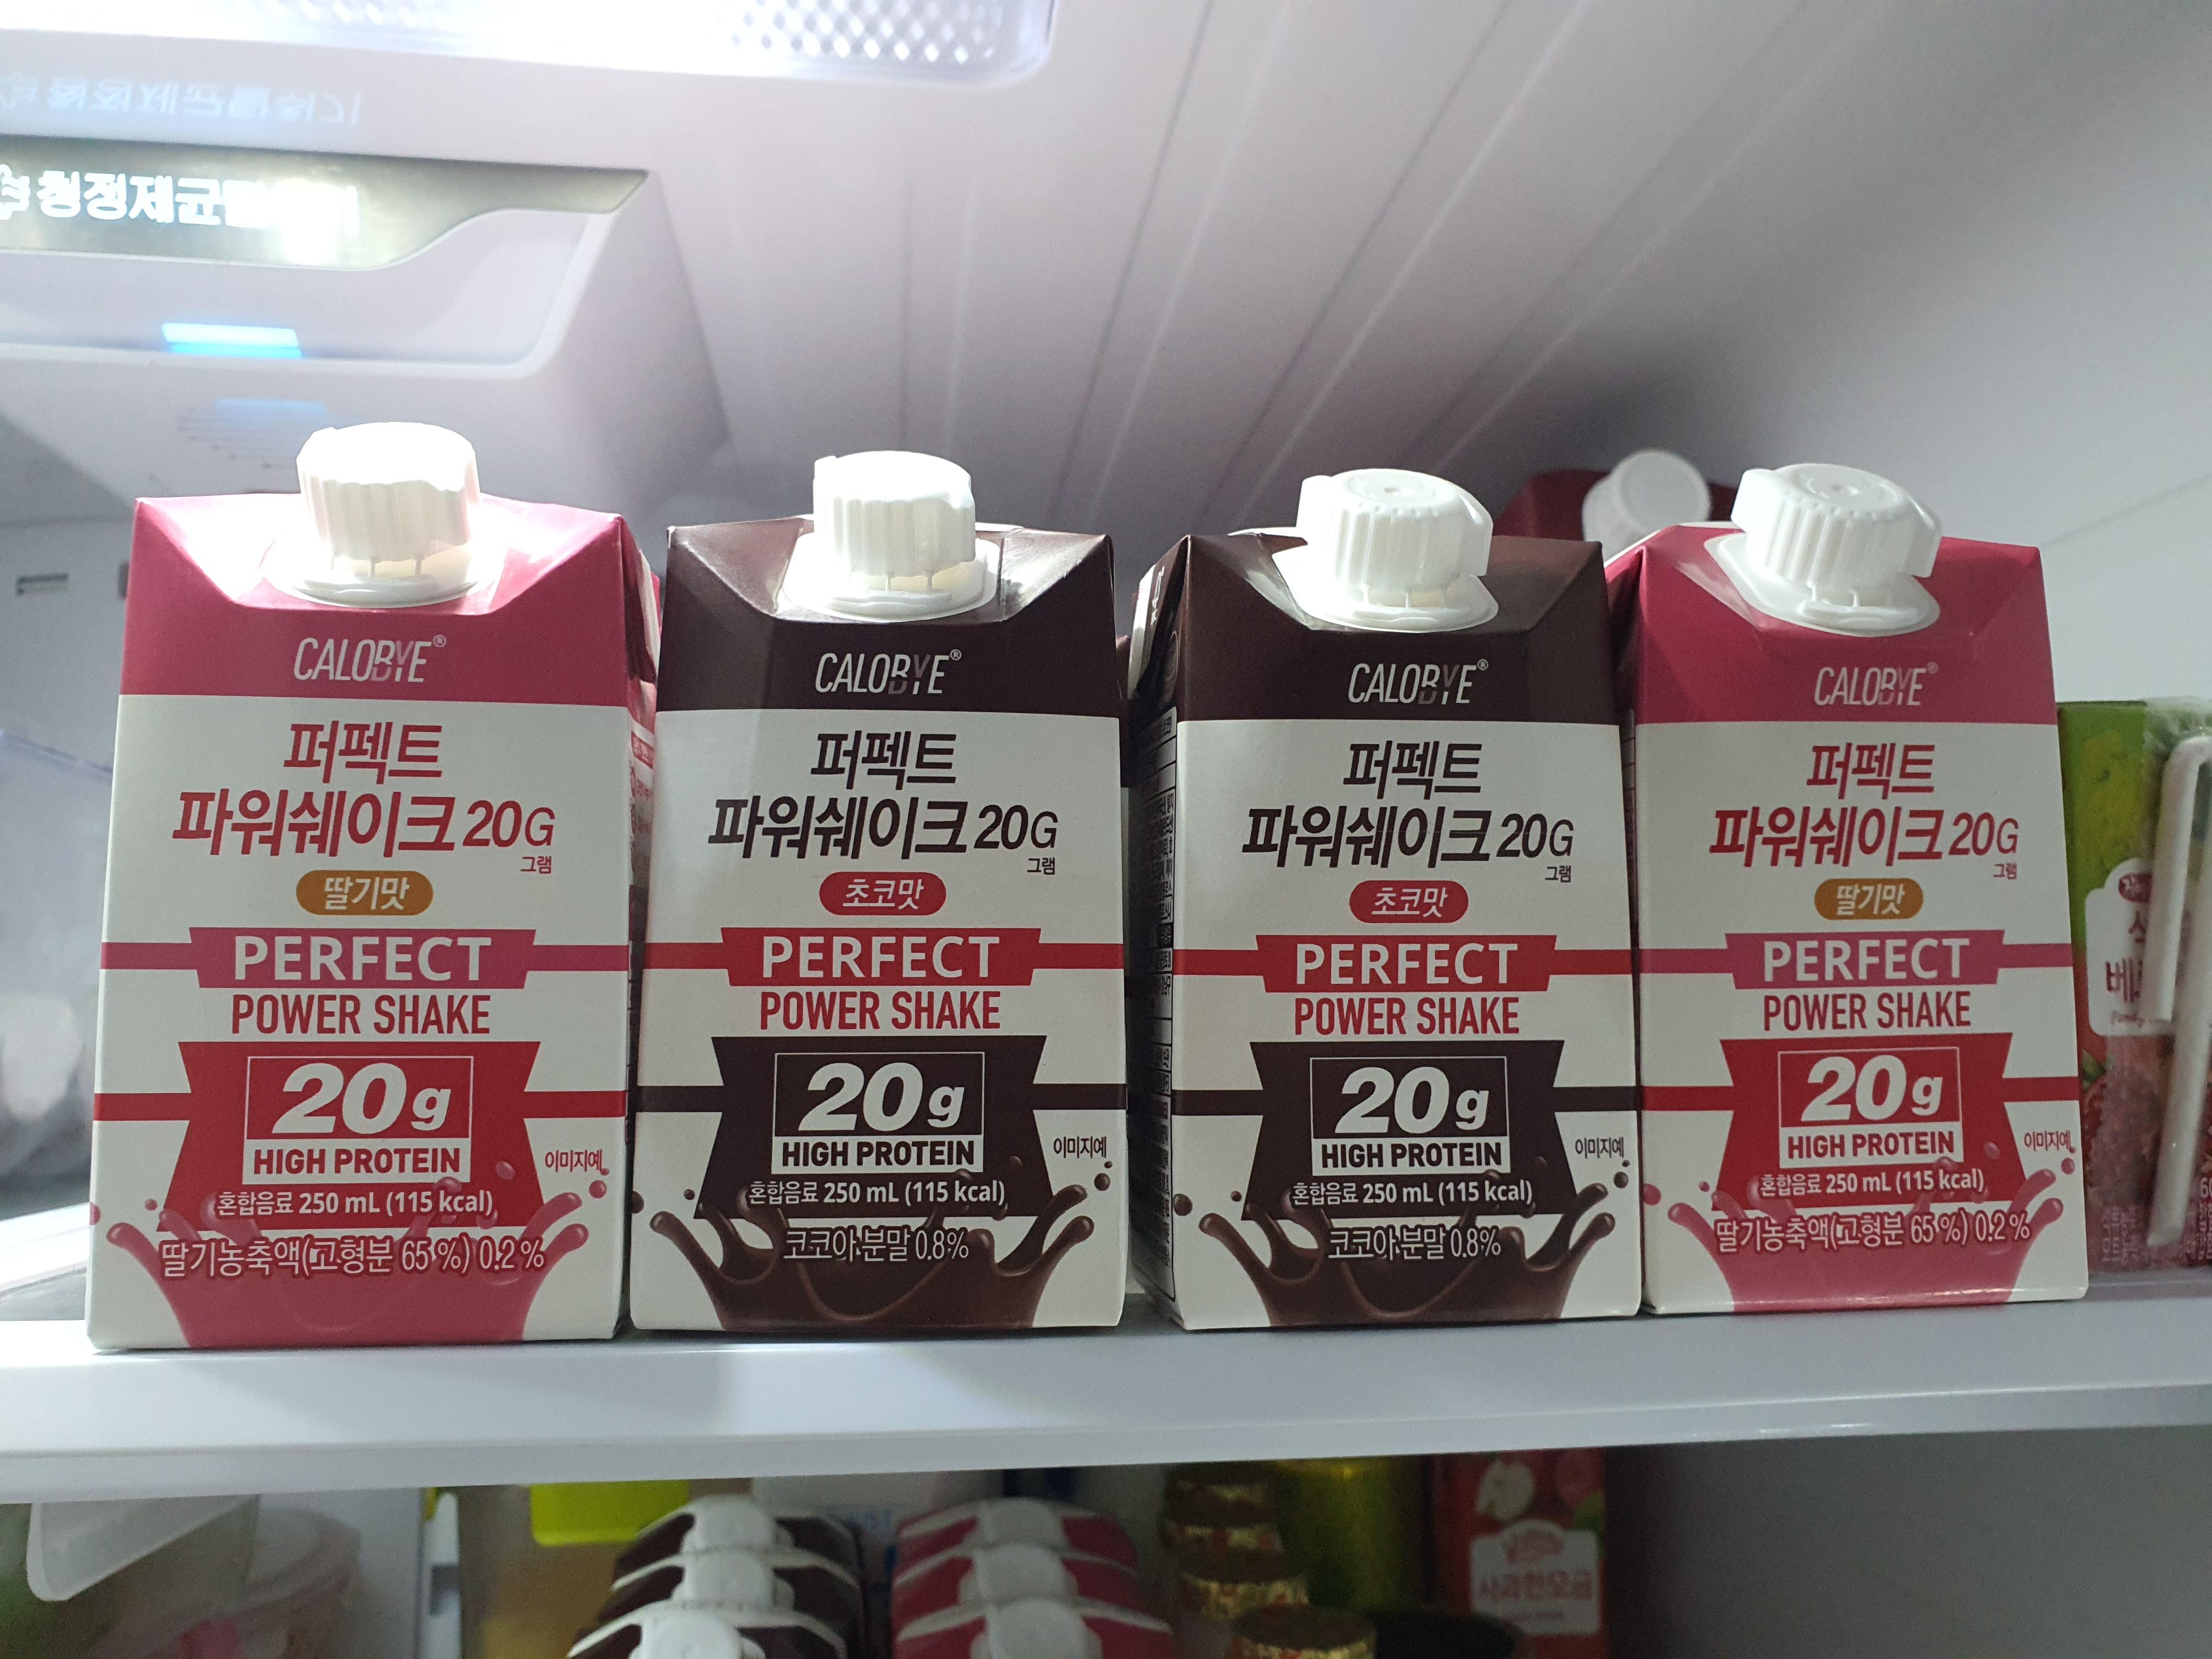 청정제균
CALOBYE®
퍼펙트
파워쉐이크 20G
그램
딸기맛
PERFECT
POWER SHAKE
20g
HIGH PROTEIN
이미지예
혼합음료 250 mL (115 kcal)
딸기농축액(고형분 65%) 0.2%
CALOBYE®
퍼펙트
파워쉐이크 20G
그램
초코맛
PERFECT
POWER SHAKE
20g
HIGH PROTEIN
이미지예
혼합음료 250 mL (115 kcal)
코코아분말 0.8%
CALOBYE®
퍼펙트
파워쉐이크 20G
그램
초코맛
PERFECT
POWER SHAKE
20g
HIGH PROTEIN
이미지예
혼합음료 250 mL (115 kcal)
코코아분말 0.8%
CALOBYE®
퍼펙트
파워쉐이크 20G
그램
딸기맛
PERFECT
POWER SHAKE
20g
HIGH PROTEIN
이미지예
혼합음료 250 mL (115 kcal)
딸기농축액(고형분 65%) 0.2%
사과한모금